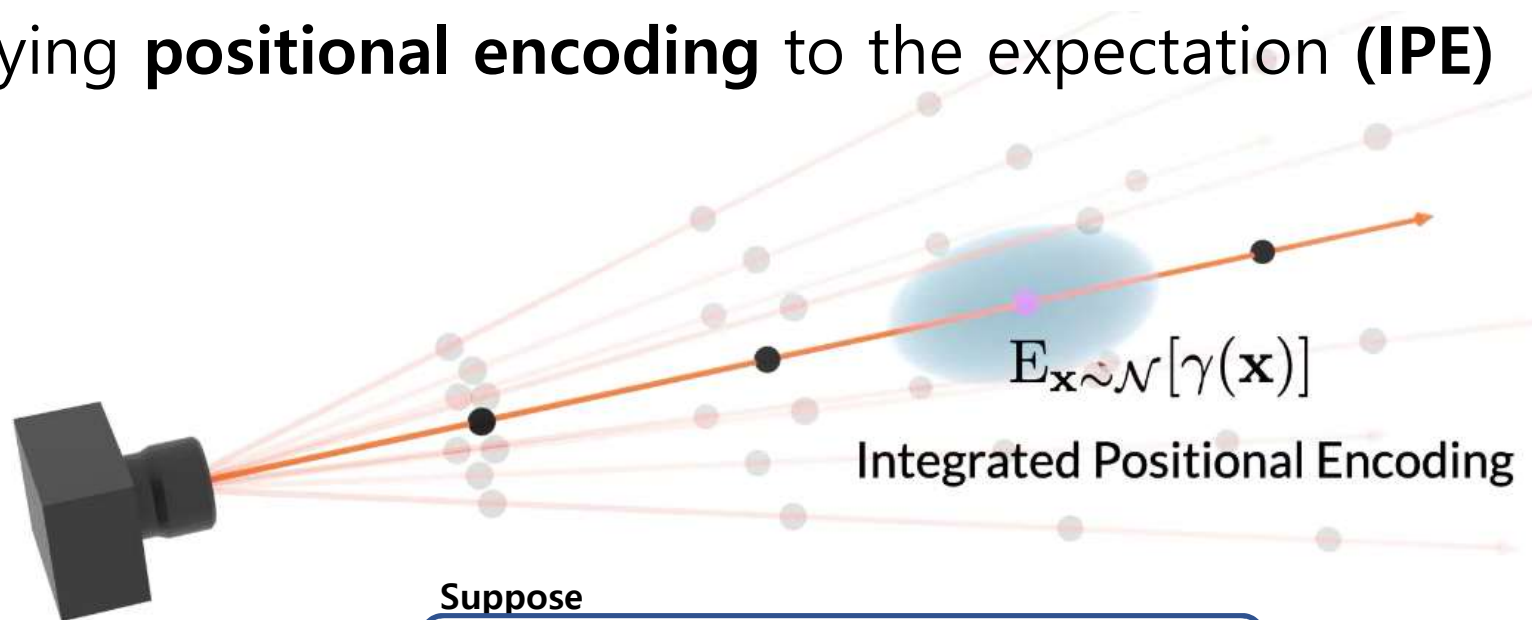 ying positional encoding to the expectation (IPE)
E_{x∼𝒩}[γ(x)]
Integrated Positional Encoding
Suppose